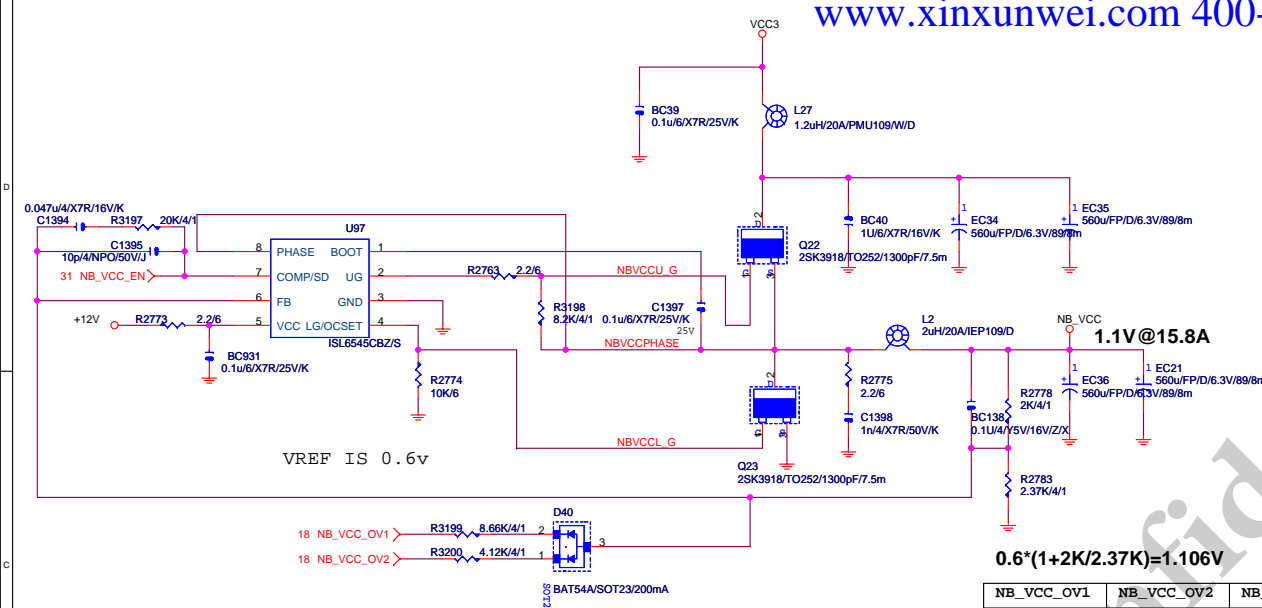 www.xinxunwei.com 400-
VCC3
BC39
0.1u/6/X7R/25V/K
L27
1.2uH/20A/PMU109/W/D
D
0.047u/4/X7R/16V/K
C1394
R3197
20K/4/1
C1395
10p/4/NPO/50V/J
31 NB_VCC_EN
U97
8 PHASE BOOT 1
7 COMP/SD UG 2
6 FB GND 3
5 VCC LG/OCSET 4
ISL6545CBZ/S
+12V
R2773
2.2/6
BC931
0.1u/6/X7R/25V/K
R2774
10K/6
R2763
2.2/6
NBVCCU_G
R3198
8.2K/4/1
C1397
0.1u/6/X7R/25V/K
25V
NBVCCPHASE
NBVCCL_G
2
Q22
2SK3918/TO252/1300pF/7.5m
BC40
1U/6/X7R/16V/K
1
EC34
560u/FP/D/6.3V/89/8m
1 EC35
560u/FP/D/6.3V/89/8m
L2
2uH/20A/IEP109/D
NB_VCC
1.1V@15.8A
2
Q23
2SK3918/TO252/1300pF/7.5m
R2775
2.2/6
C1398
1n/4/X7R/50V/K
R2778
2K/4/1
BC138
0.1U/4/Y5V/16V/Z/X
1
EC36
560u/FP/D/6.3V/89/8m
1 EC21
560u/FP/D/6.3V/89/8m
R2783
2.37K/4/1
VREF IS 0.6v
18 NB_VCC_OV1
R3199
8.66K/4/1
2
18 NB_VCC_OV2
R3200
4.12K/4/1
1
D40
3
BAT54A/SOT23/200mA
SOT2
0.6*(1+2K/2.37K)=1.106V
C
NB_VCC_OV1 NB_VCC_OV2 NB_
nfid